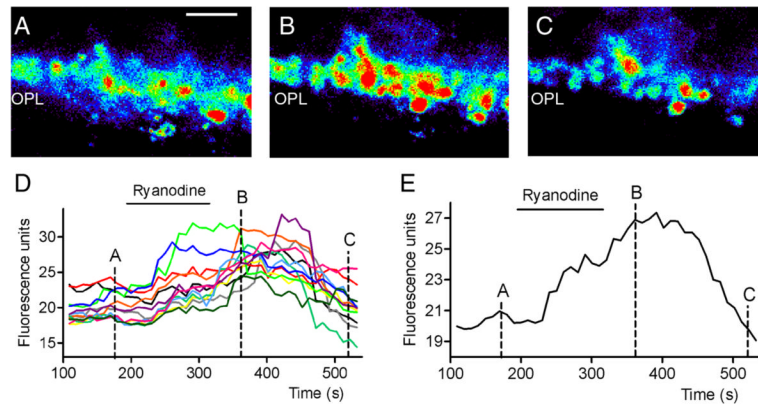 A
OPL
B
OPL
C
OPL
D
Ryanodine
A
B
C
Fluorescence units
30
25
20
15
100
200
300
400
500
Time (s)
E
Ryanodine
A
B
C
Fluorescence units
27
25
23
21
19
100
200
300
400
500
Time (s)